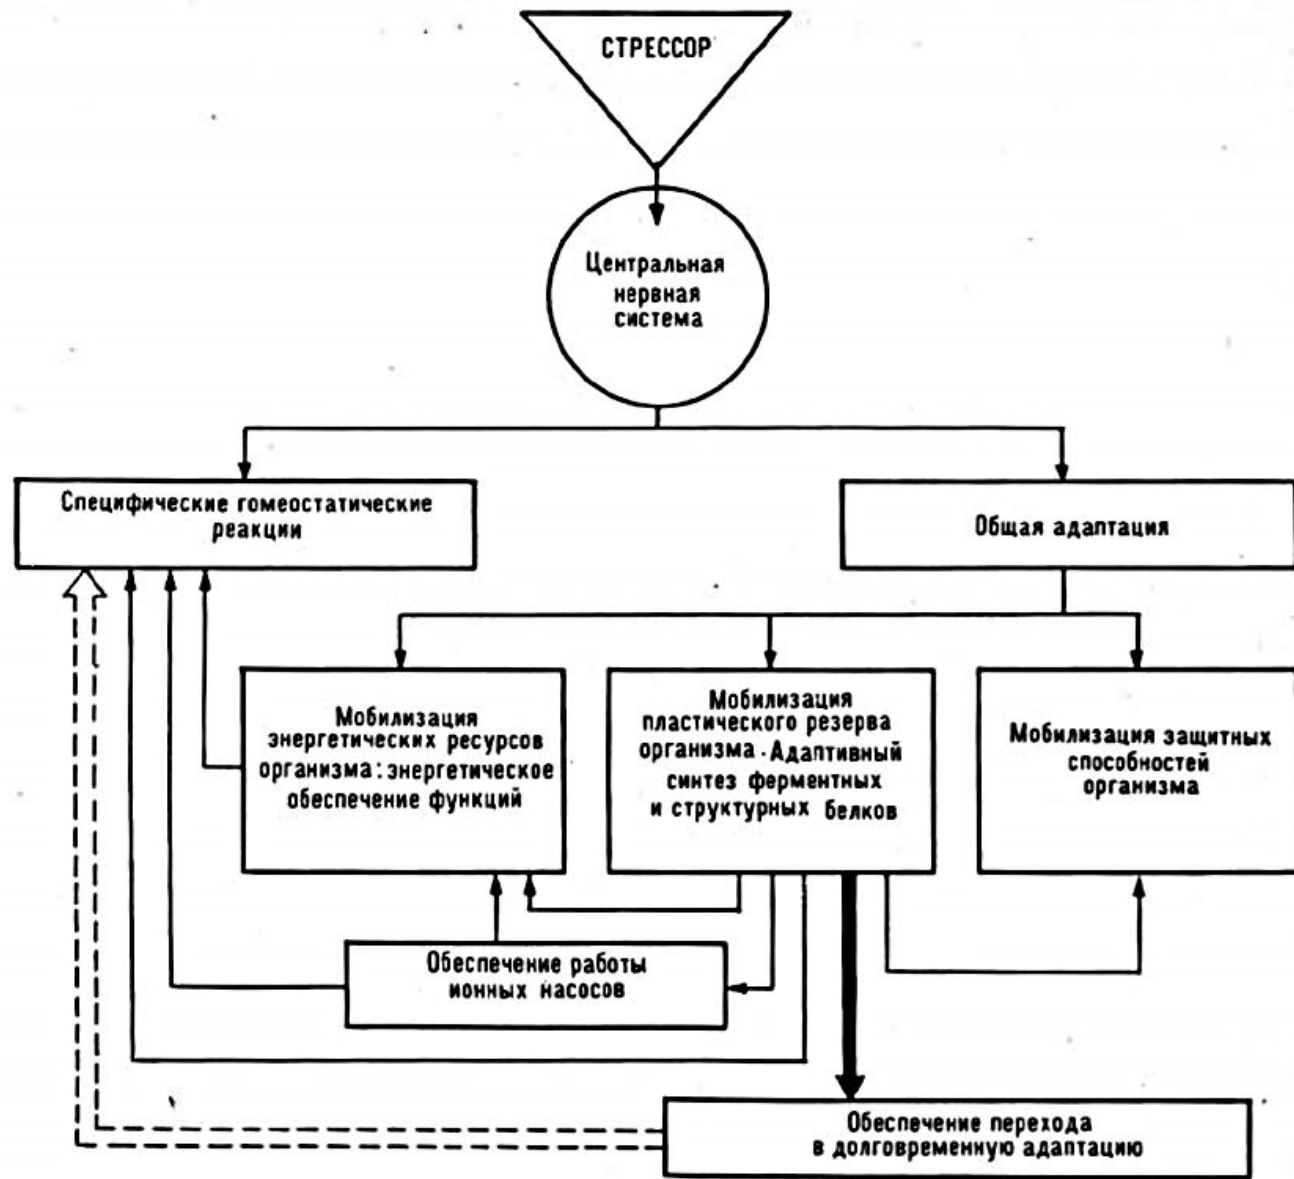 СТРЕССОР
Центральная
нервная
система
Специфические гомеостатические
реакции
Общая адаптация
Мобилизация
энергетических ресурсов
организма: энергетическое
обеспечение функций
Мобилизация
пластического резерва
организма. Адаптивный
синтез ферментных
и структурных белков
Мобилизация защитных
способностей
организма
Обеспечение работы
ионных насосов
Обеспечение перехода
в долговременную адаптацию